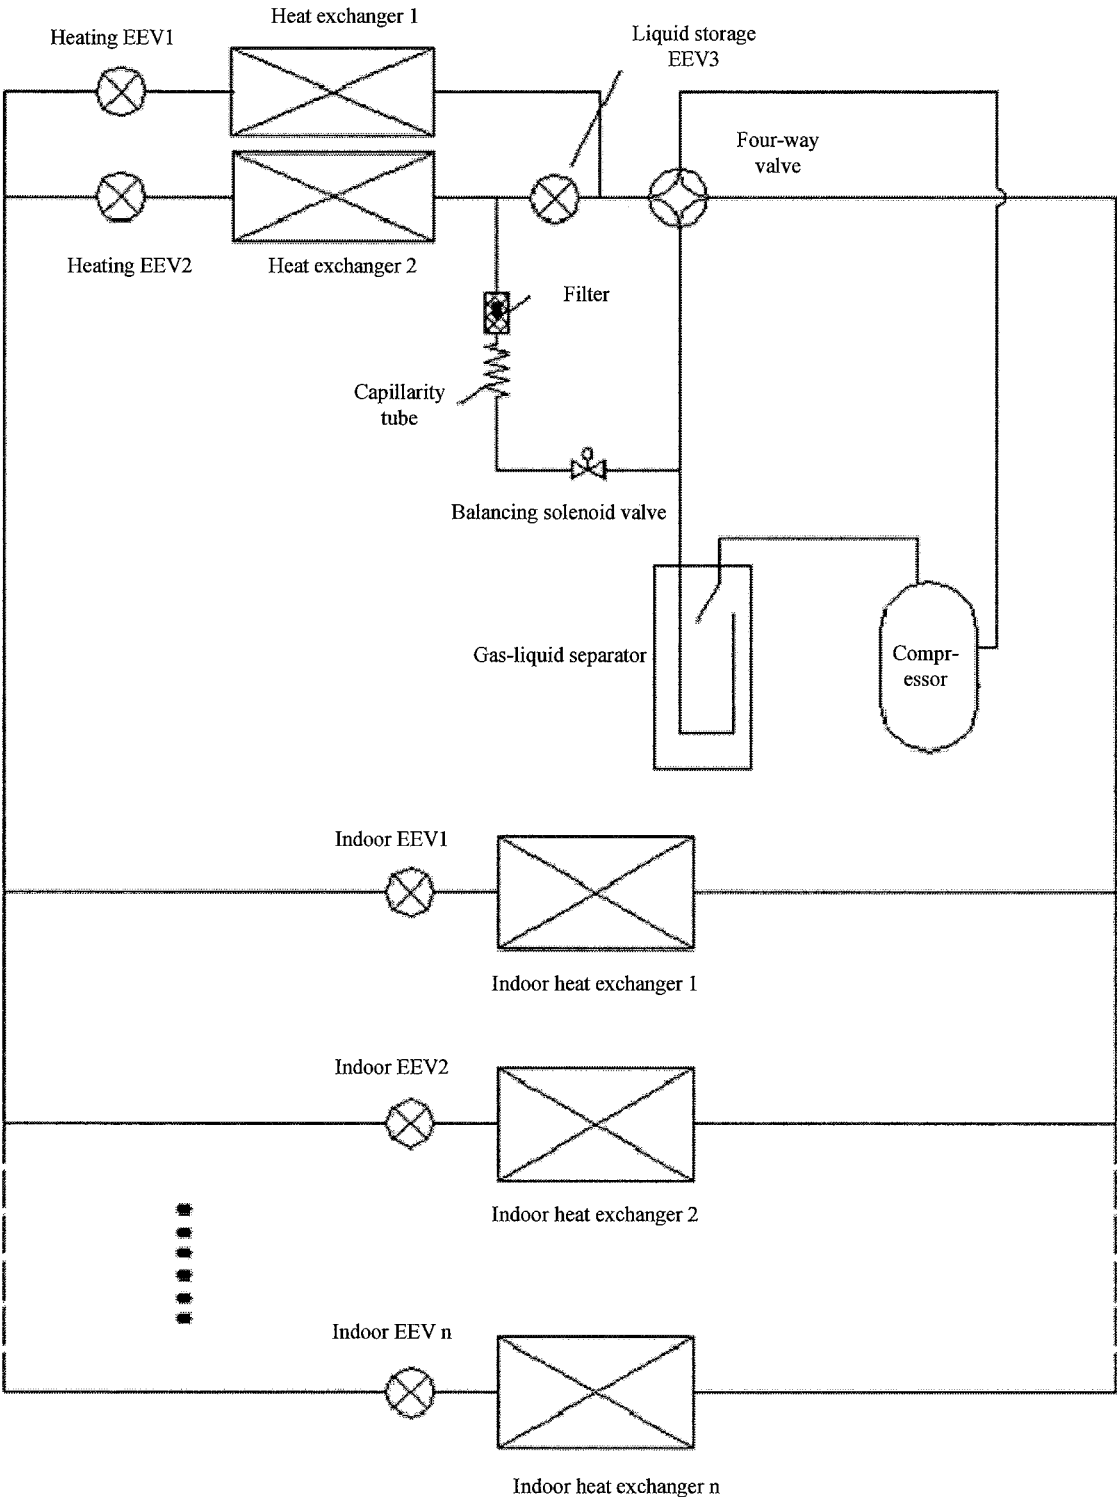 Heat exchanger 1
Heating EEV1
Liquid storage
EEV3
Four-way
valve
Heating EEV2
Heat exchanger 2
Filter
Capillarity
tube
Balancing solenoid valve
Gas-liquid separator
Compr-
essor
Indoor EEV1
Indoor heat exchanger 1
Indoor EEV2
Indoor heat exchanger 2
Indoor EEV n
Indoor heat exchanger n